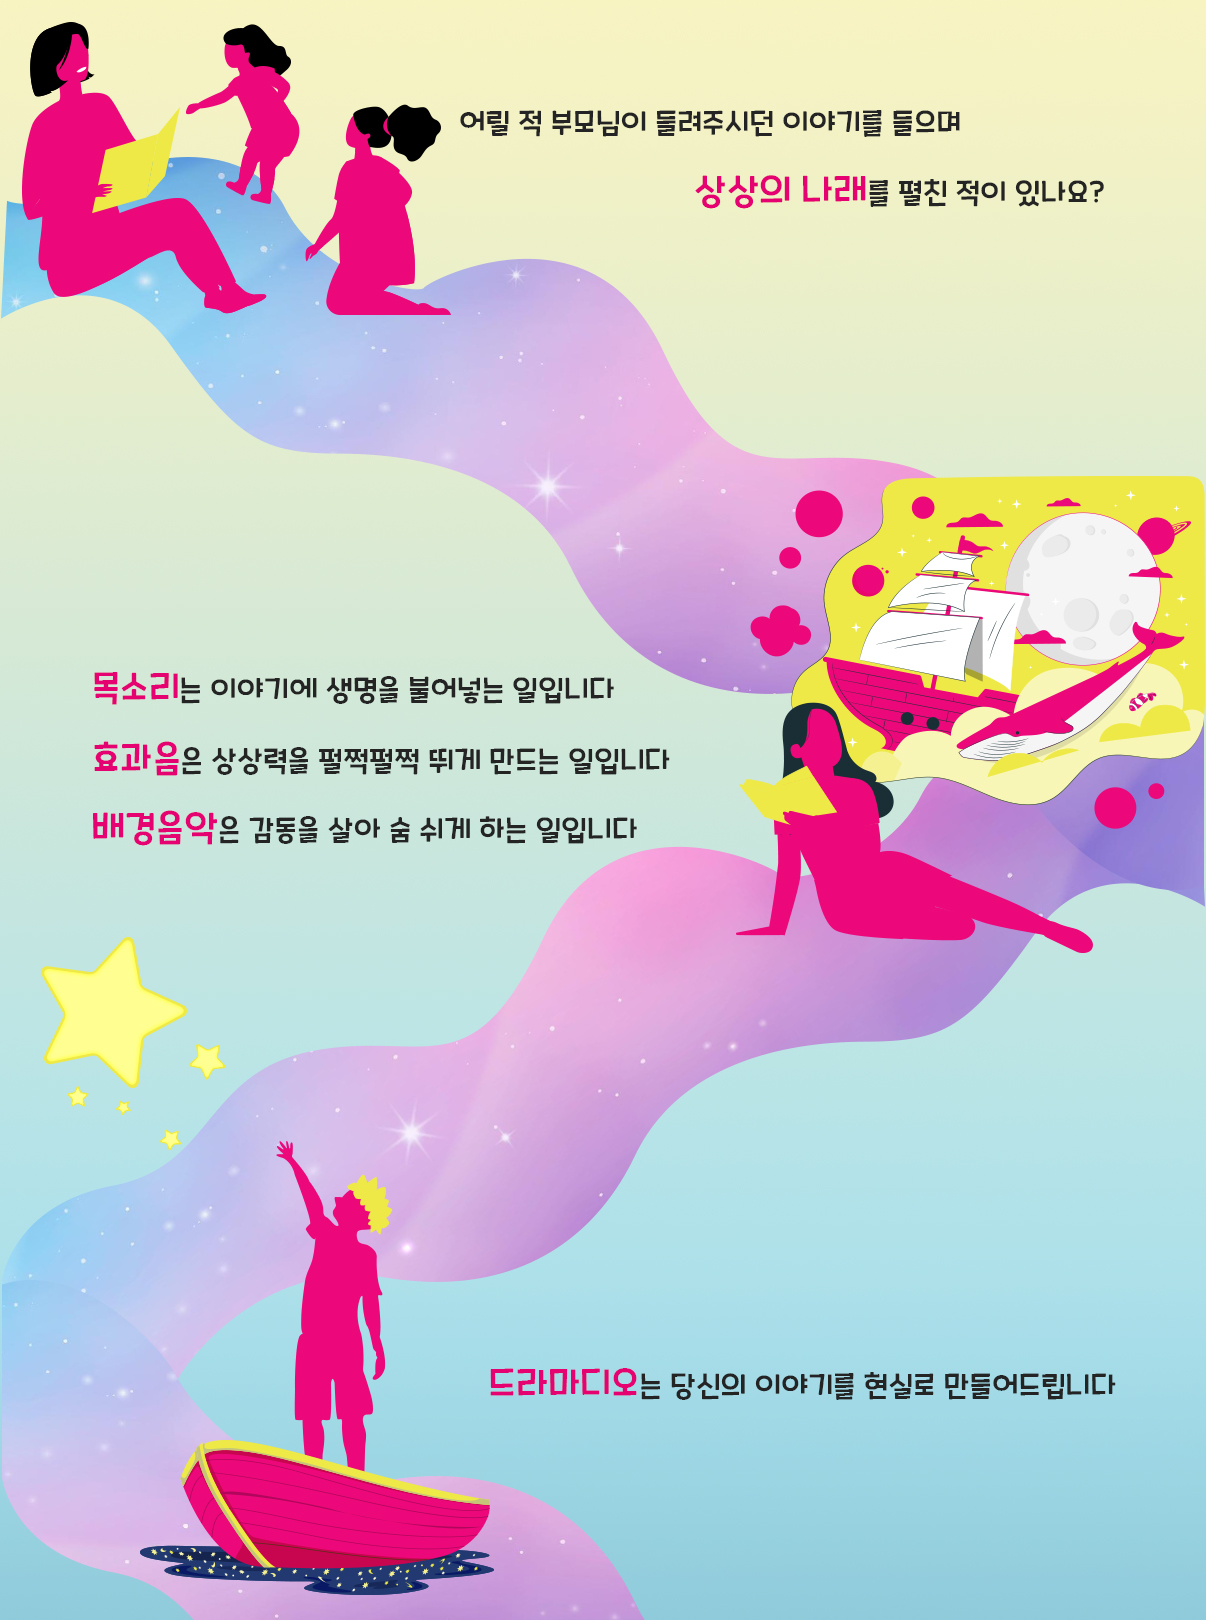 어릴 적 부모님이 들려주시던 이야기를 들으며
상상의 나래를 펼친 적이 있나요?
목소리는 이야기에 생명을 불어넣는 일입니다
효과음은 상상력을 펄쩍펄쩍 뛰게 만드는 일입니다
배경음악은 감동을 살아 숨 쉬게 하는 일입니다
드라마디오는 당신의 이야기를 현실로 만들어드립니다